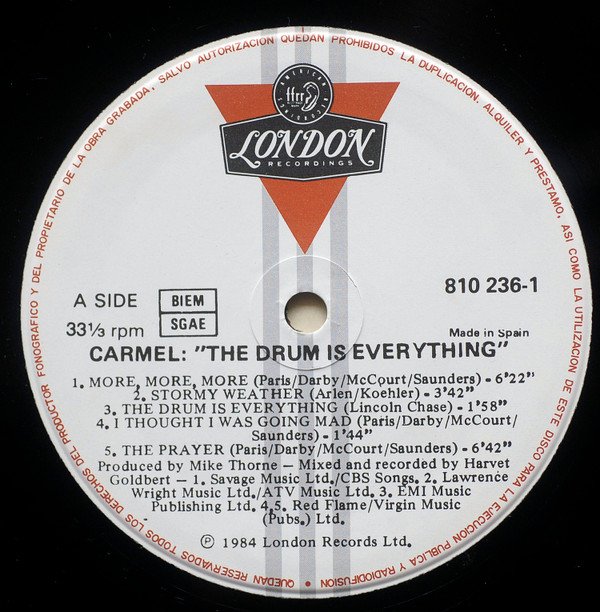 QUEDAN RESERVADOS TODOS LOS DERECHOS DEL PRODUCTOR FONOGRAFICO Y DEL PROPIETARIO DE LA OBRA GRABADA, SALVO AUTORIZACION QUEDAN PROHIBIDOS LA DUPLICACION, ALQUILER Y PRESTAMO, ASI COMO LA UTILIZACION DE ESTE DISCO PARA LA EJECUCION PUBLICA Y RADIODIFUSION
AMERICAN RECORDINGS
ffrr
LONDON
RECORDINGS
A SIDE
BIEM
SGAE
810 236-1
33⅓ rpm
Made in Spain
CARMEL: "THE DRUM IS EVERYTHING"
1. MORE, MORE, MORE (Paris/Darby/McCourt/Saunders) - 6'22"
2. STORMY WEATHER (Arlen/Koehler) - 3'42"
3. THE DRUM IS EVERYTHING (Lincoln Chase) - 1'58"
4. I THOUGHT I WAS GOING MAD (Paris/Darby/McCourt/
Saunders) - 1'44"
5. THE PRAYER (Paris/Darby/McCourt/Saunders) - 6'42"
Produced by Mike Thorne — Mixed and recorded by Harvet
Goldbert - 1. Savage Music Ltd./CBS Songs. 2. Lawrence
Wright Music Ltd./ATV Music Ltd. 3. EMI Music
Publishing Ltd. 4.5. Red Flame/Virgin Music
(Pubs.) Ltd.
℗ 1984 London Records Ltd.